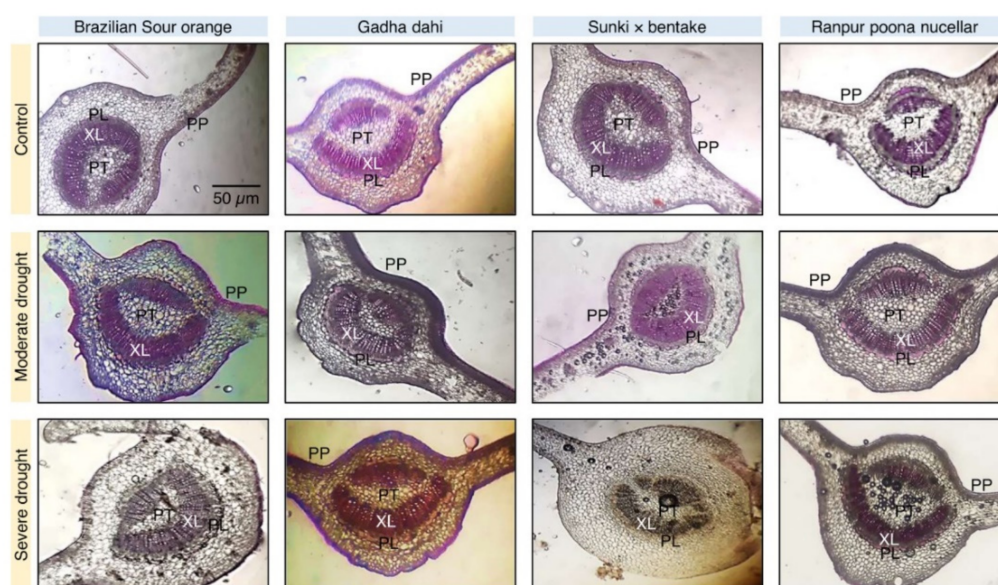 Brazilian Sour orange
Gadha dahi
Sunki × bentake
Ranpur poona nucellar
Control
PL
XL
PP
PT
50 µm
PP
PT
XL
PL
PT
XL
PP
PL
PP
PT
XL
PL
Moderate drought
PP
PT
XL
PP
XL
PL
PP
XL
PL
PP
PT
XL
PL
Severe drought
PT
XL
PL
PP
PT
XL
PL
PT
XL
PL
PP
PT
XL
PL